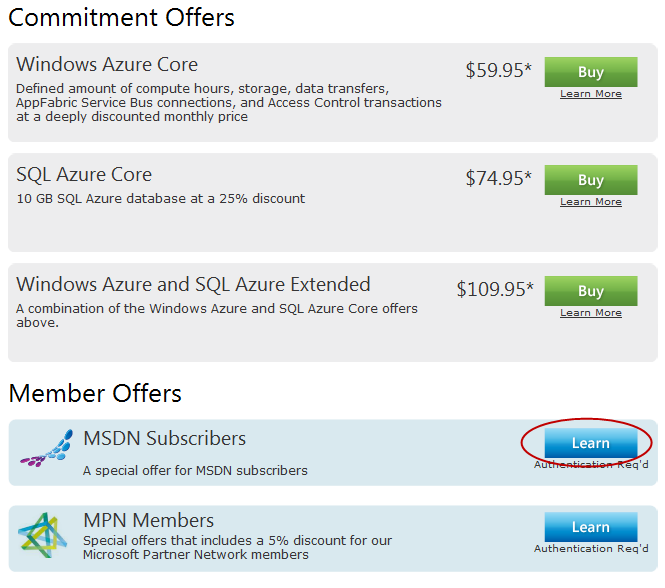 Commitment Offers
Windows Azure Core
$59.95*
Buy
Defined amount of compute hours, storage, data transfers,
AppFabric Service Bus connections, and Access Control transactions
at a deeply discounted monthly price
Learn More
SQL Azure Core
$74.95*
Buy
10 GB SQL Azure database at a 25% discount
Learn More
Windows Azure and SQL Azure Extended
$109.95*
Buy
A combination of the Windows Azure and SQL Azure Core offers
above.
Learn More
Member Offers
MSDN Subscribers
Learn
A special offer for MSDN subscribers
Authentication Req'd
MPN Members
Learn
Special offers that includes a 5% discount for our
Microsoft Partner Network members
Authentication Req'd